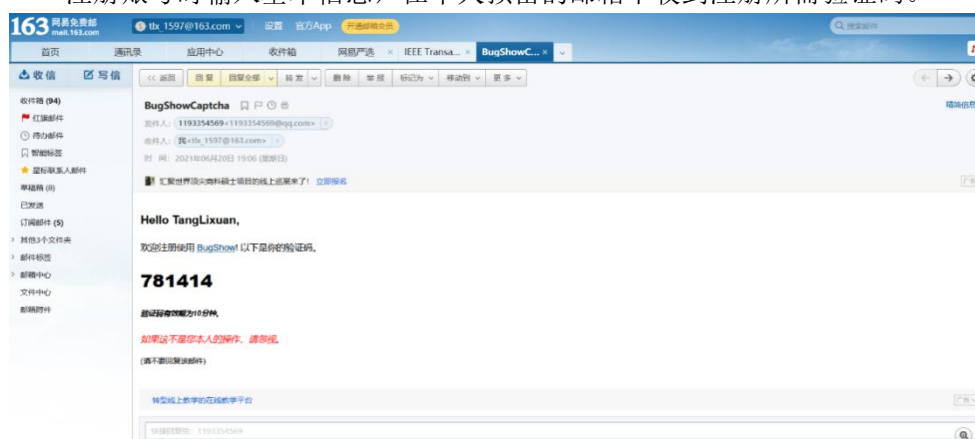 注册账号时输入基本信息，在个人预留的邮箱中收到注册所需验证码。
163 网易免费邮 mail.163.com
tlx_1597@163.com 设置 官方App 开通邮箱会员
搜索邮件
首页 通讯录 应用中心 收件箱 网易严选 × IEEE Transa... × BugShowC... ×
收信 写信
<< 返回 回复 回复全部 转发 删除 举报 标记为 移动到 更多
收件箱 (94)
红旗邮件
待办邮件
智能标签
星标联系人邮件
草稿箱 (8)
已发送
订阅邮件 (5)
其他3个文件夹
邮件标签
邮箱中心
文件中心
邮箱附件
BugShowCaptcha
精简信息
发件人： 1193354569<1193354569@qq.com>
收件人： 我<tlx_1597@163.com>
时 间： 2021年06月20日 19:06 (星期日)
汇聚世界顶尖商科硕士项目的线上巡展来了！ 立即报名
Hello TangLixuan,
欢迎注册使用 BugShow! 以下是你的验证码。
781414
验证码有效期为10分钟。
如果这不是您本人的操作，请忽视。
(请不要回复该邮件)
转型线上教学的在线教学平台
快捷回复给：1193354569